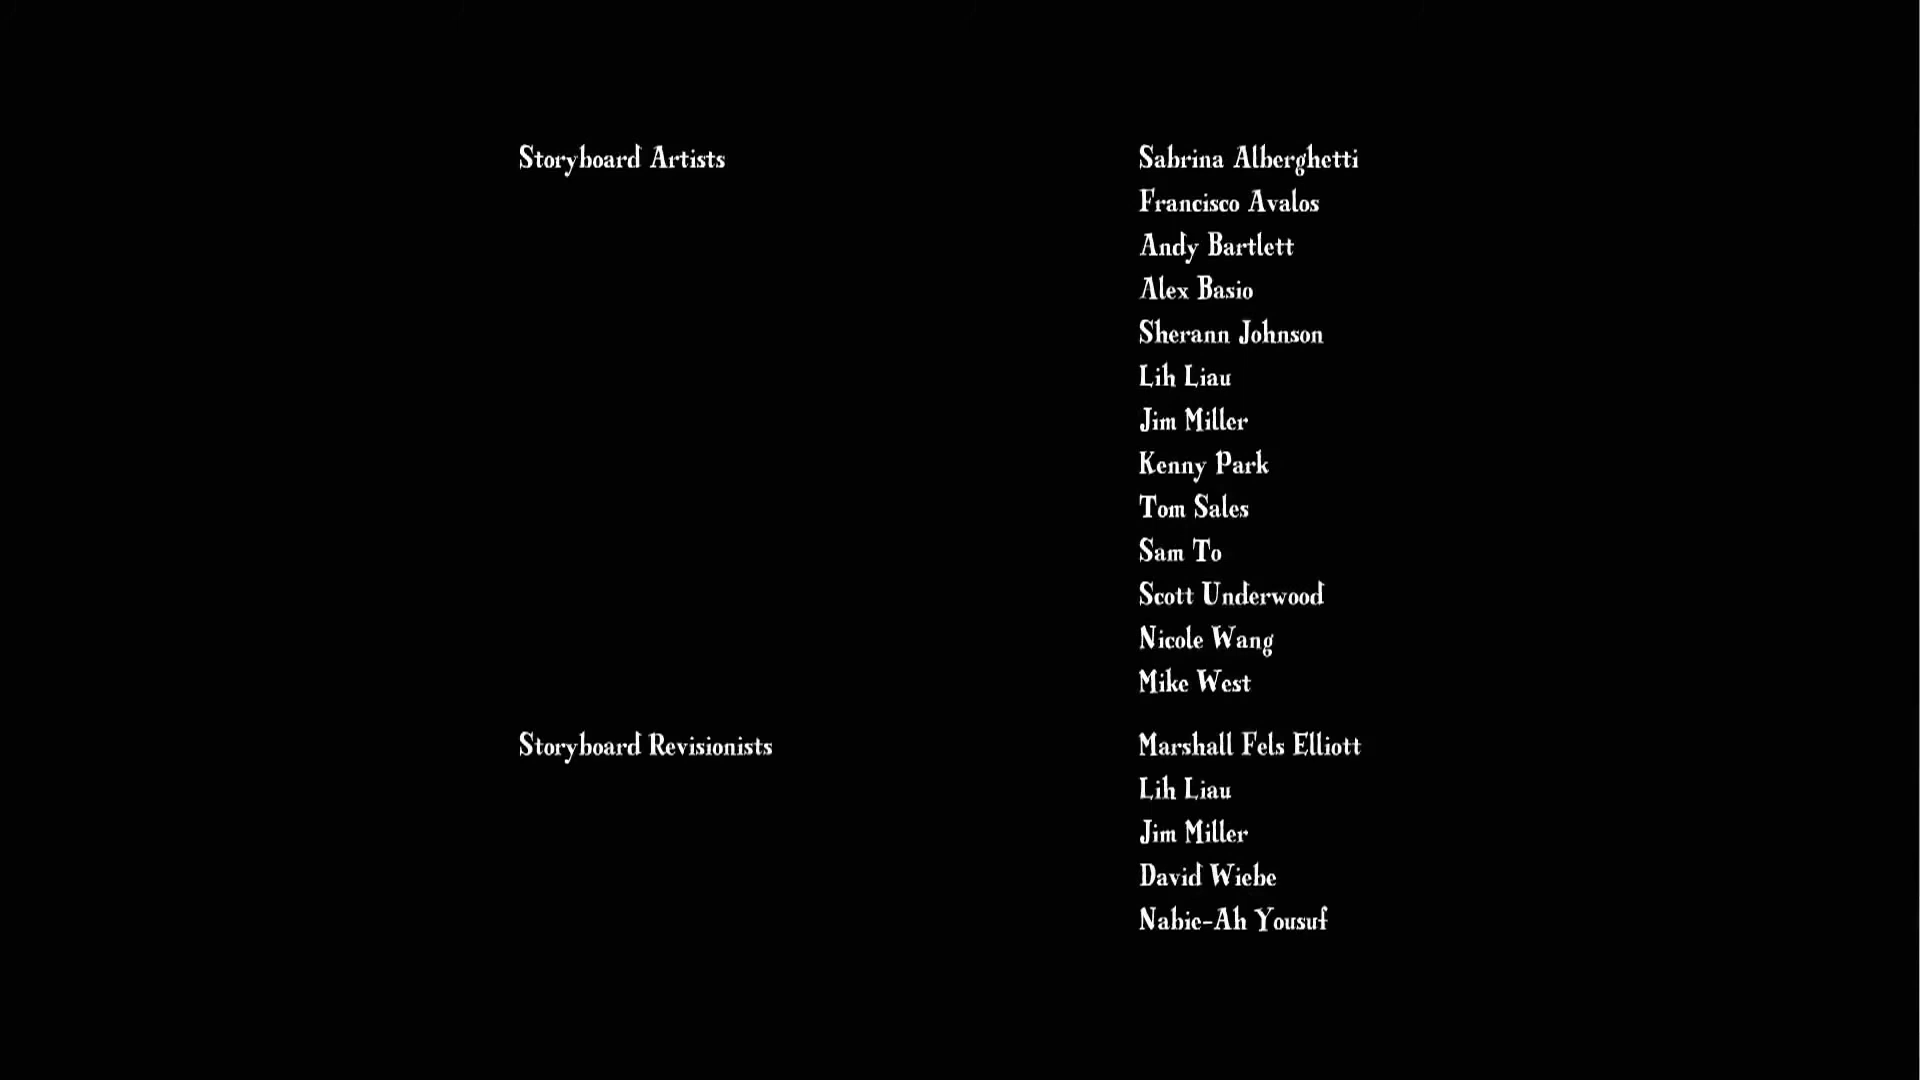 Storyboard Artists Sabrina Alberghetti
Francisco Avalos
Andy Bartlett
Alex Basio
Sherann Johnson
Lih Liau
Jim Miller
Kenny Park
Tom Sales
Sam To
Scott Underwood
Nicole Wang
Mike West
Storyboard Revisionists Marshall Fels Elliott
Lih Liau
Jim Miller
David Wiebe
Nabie-Ah Yousuf